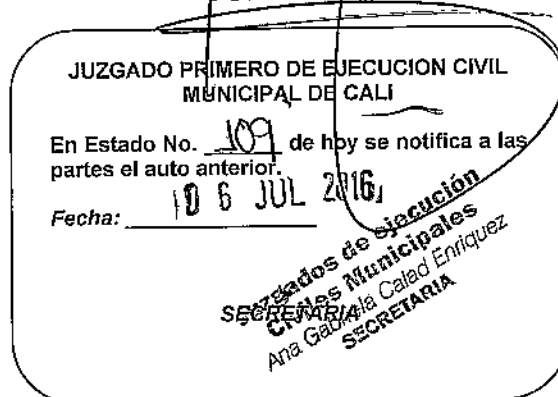 JUZGADO PRIMERO DE EJECUCION CIVIL
MUNICIPAL DE CALI
En Estado No. 109 de hoy se notifica a las
partes el auto anterior.
Fecha: 06 JUL 2016
SECRETARIA
Juzgados de ejecución
Civiles Municipales
Ana Gabriela Calad Enriquez
SECRETARIA